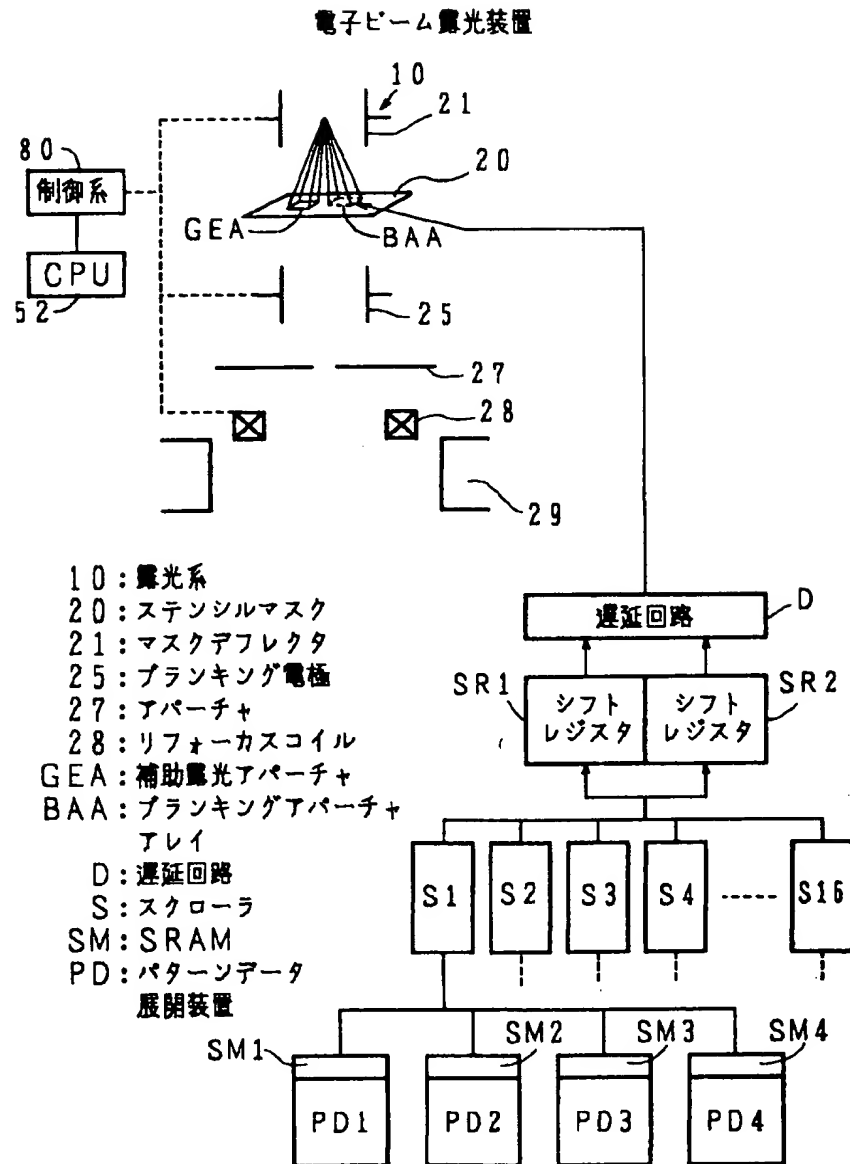 電子ビーム露光装置
10
21
80
制御系
20
GEA
BAA
CPU
52
25
27
28
29
10:露光系
20:ステンシルマスク
21:マスクデフレクタ
25:ブランキング電極
27:アパーチャ
28:リフォーカスコイル
GEA:補助露光アパーチャ
BAA:ブランキングアパーチャ
アレイ
D:遅延回路
S:スクローラ
SM:SRAM
PD:パターンデータ
展開装置
遅延回路
D
SR1
シフト
レジスタ
シフト
レジスタ
SR2
S1
S2
S3
S4
S16
SM1
SM2
SM3
SM4
PD1
PD2
PD3
PD4